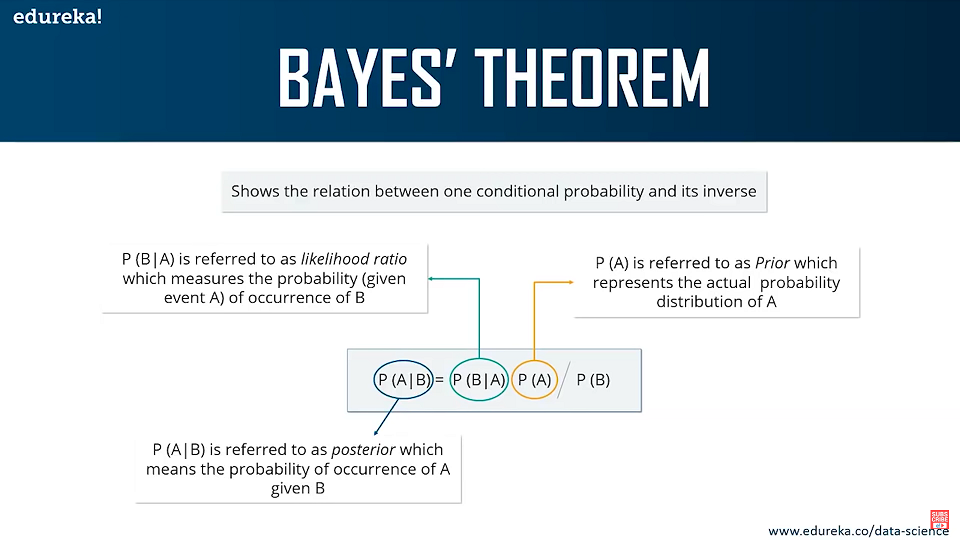 edureka!
BAYES’ THEOREM
Shows the relation between one conditional probability and its inverse
P (B|A) is referred to as likelihood ratio
which measures the probability (given
event A) of occurrence of B
P (A) is referred to as Prior which
represents the actual probability
distribution of A
P (A|B) = P (B|A) P (A) / P (B)
P (A|B) is referred to as posterior which
means the probability of occurrence of A
given B
SUBS
CRIBE
www.edureka.co/data-science